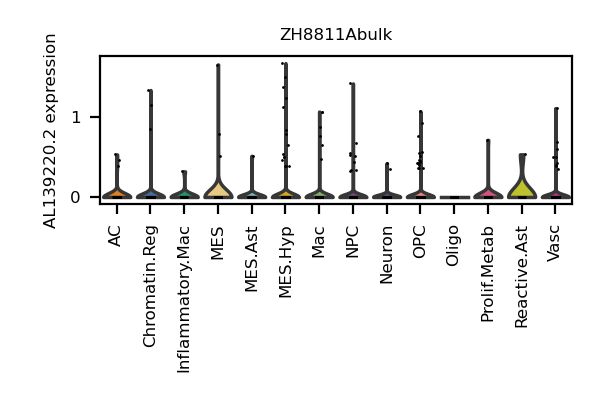 ZH8811Abulk
AL139220.2 expression
1
0
AC
Chromatin.Reg
Inflammatory.Mac
MES
MES.Ast
MES.Hyp
Mac
NPC
Neuron
OPC
Oligo
Prolif.Metab
Reactive.Ast
Vasc